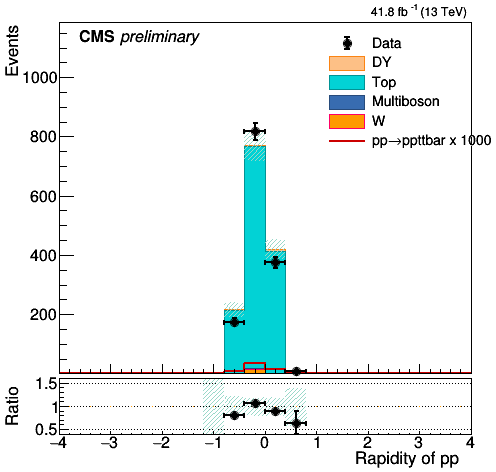 41.8 fb⁻¹ (13 TeV)
CMS preliminary
Events
Data
DY
Top
Multiboson
W
pp→ppttbar x 1000
1000
800
600
400
200
Ratio
1.5
1
0.5
−4 −3 −2 −1 0 1 2 3 4
Rapidity of pp